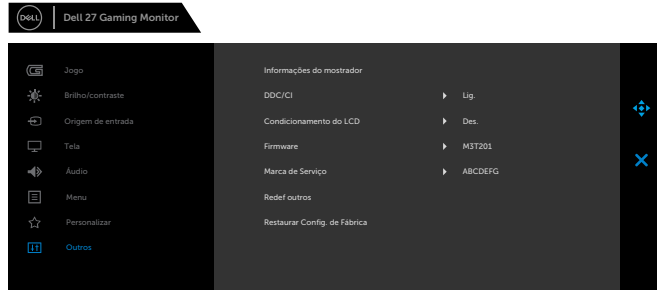 DELL Dell 27 Gaming Monitor
Jogo
Informações do mostrador
Brilho/contraste
DDC/CI
Lig.
Origem de entrada
Condicionamento do LCD
Des.
Tela
Firmware
M3T201
Áudio
Marca de Serviço
ABCDEFG
Menu
Redef outros
Personalizar
Restaurar Config. de Fábrica
Outros